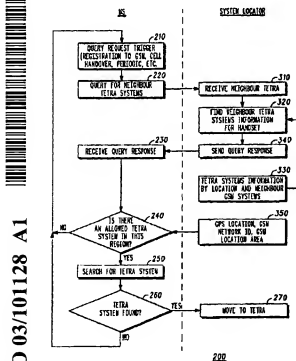 MS
SYSTEM LOCATOR
210
QUERY REQUEST TRIGGER
(REGISTRATION TO GSM, CELL
HANDOVER, PERIODIC, ETC.
220
QUERY FOR NEIGHBOUR
TETRA SYSTEMS
310
RECEIVE NEIGHBOUR TETRA
320
FIND NEIGHBOUR TETRA
SYSTEMS INFORMATION
FOR HANDSET
230
RECEIVE QUERY RESPONSE
340
SEND QUERY RESPONSE
330
TETRA SYSTEMS INFORMATION
BY LOCATION AND NEIGHBOUR
GSM SYSTEMS
240
IS THERE
AN ALLOWED TETRA
SYSTEM IN THIS
REGION?
NO
350
GPS LOCATION, GSM
NETWORK ID, GSM
LOCATION AREA
YES
250
SEARCH FOR TETRA SYSTEM
260
TETRA
SYSTEM FOUND?
YES
270
MOVE TO TETRA
NO
200
O 03/101128 A1